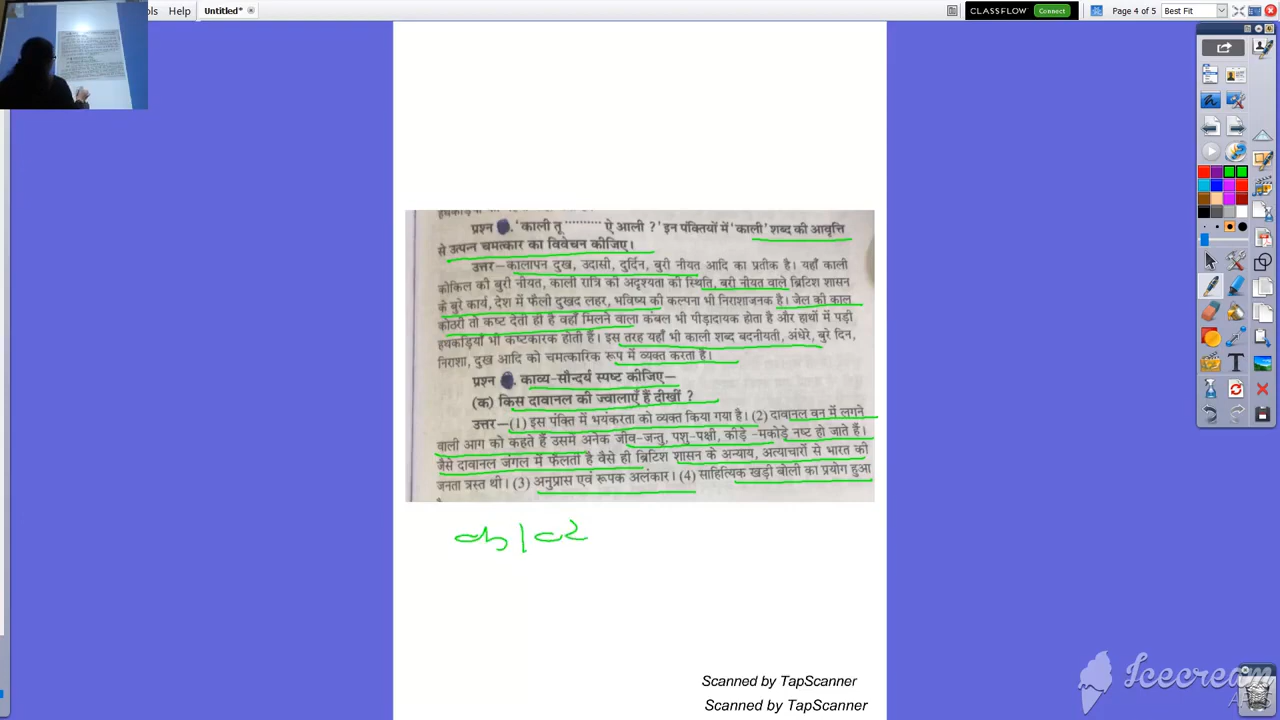 ols Help Untitled*
CLASSFLOW Connect
Page 4 of 5 Best Fit
प्रश्न . 'काली तू ········· ऐ आली ?' इन पंक्तियों में 'काली' शब्द की आवृत्ति
से उत्पन्न चमत्कार का विवेचन कीजिए।
उत्तर—कालापन दुख, उदासी, दुर्दिन, बुरी नीयत आदि का प्रतीक है। यहाँ काली
कोकिल की बुरी नीयत, काली रात्रि की अदृश्यता की स्थिति, बुरी नीयत वाले ब्रिटिश शासन
के बुरे कार्य, देश में फैली दुखद लहर, भविष्य की कल्पना भी निराशाजनक है। जेल की काल
कोठरी तो कष्ट देती ही है वहाँ मिलने वाला कंबल भी पीड़ादायक होता है और हाथों में पड़ी
हथकड़ियाँ भी कष्टकारक होती हैं। इस तरह यहाँ भी काली शब्द बदनीयती, अंधेरे, बुरे दिन,
निराशा, दुख आदि को चमत्कारिक रूप में व्यक्त करता है।
प्रश्न . काव्य-सौन्दर्य स्पष्ट कीजिए—
(क) किस दावानल की ज्वालाएँ हैं दीखीं ?
उत्तर—(1) इस पंक्ति में भयंकरता को व्यक्त किया गया है। (2) दावानल वन में लगने
वाली आग को कहते हैं उसमें अनेक जीव-जन्तु, पशु-पक्षी, कीड़े -मकोड़े नष्ट हो जाते हैं।
जैसे दावानल जंगल में फैलता है वैसे ही ब्रिटिश शासन के अन्याय, अत्याचारों से भारत की
जनता त्रस्त थी। (3) अनुप्रास एवं रूपक अलंकार। (4) साहित्यिक खड़ी बोली का प्रयोग हुआ
Scanned by TapScanner
Scanned by TapScanner
Icecream
APPS